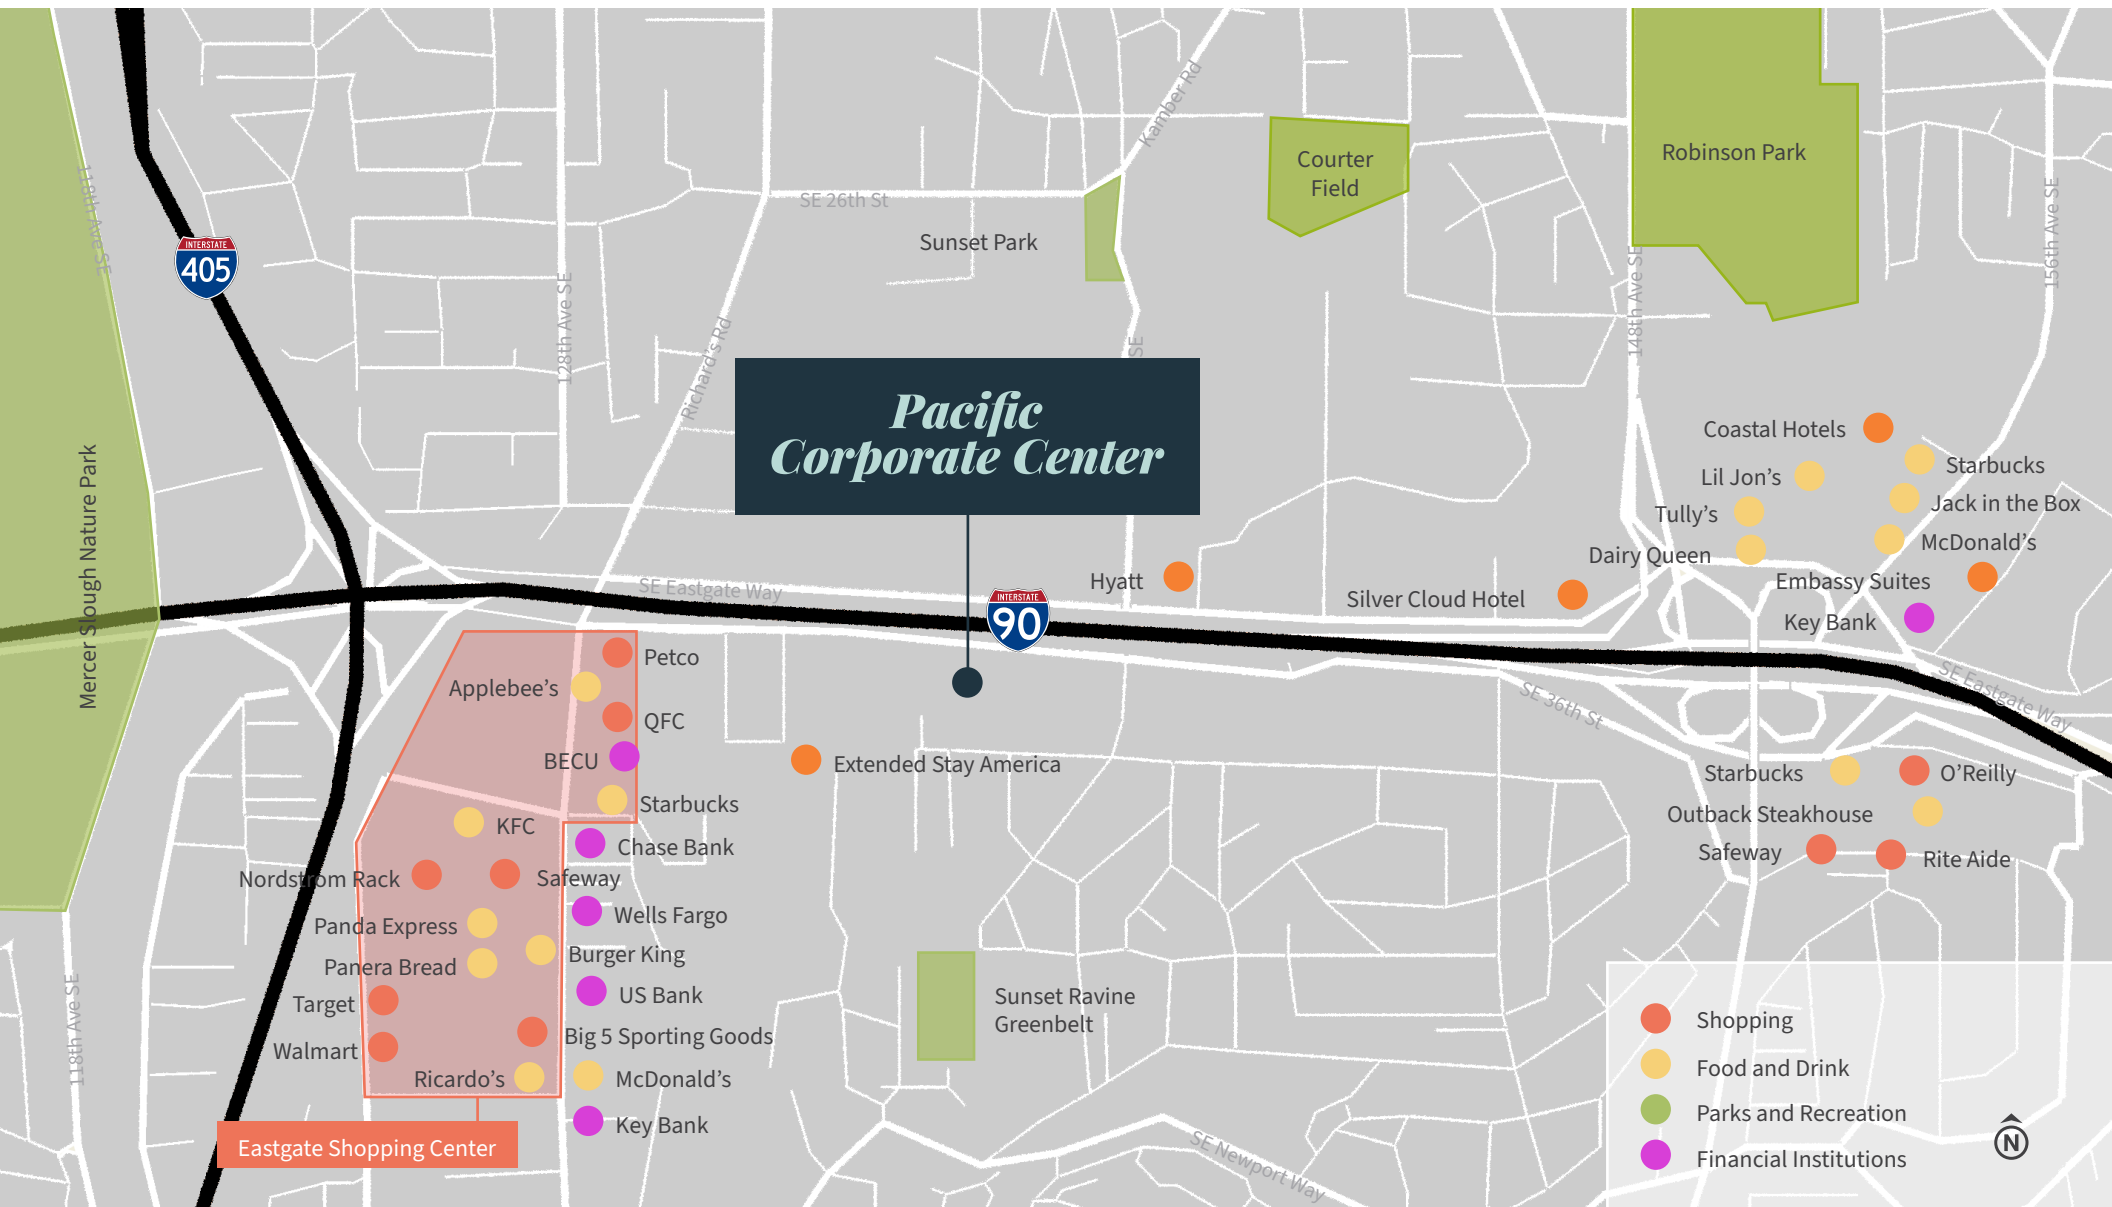 118th Ave SE
INTERSTATE
405
Mercer Slough Nature Park
128th Ave SE
Richard's Rd
SE 26th St
Kamber Rd
Sunset Park
SE
Courter
Field
Robinson Park
148th Ave SE
156th Ave SE
Pacific
Corporate Center
Coastal Hotels
Starbucks
Lil Jon's
Jack in the Box
Tully's
McDonald's
Dairy Queen
Embassy Suites
Key Bank
Hyatt
Silver Cloud Hotel
SE Eastgate Way
INTERSTATE
90
SE Eastgate Way
SE 36th St
Petco
Applebee's
QFC
BECU
Starbucks
Extended Stay America
KFC
Chase Bank
Nordstrom Rack
Safeway
Panda Express
Wells Fargo
Burger King
Panera Bread
US Bank
Target
Big 5 Sporting Goods
Walmart
Ricardo's
McDonald's
Key Bank
Eastgate Shopping Center
118th Ave SE
Sunset Ravine
Greenbelt
SE Newport Way
Starbucks
O'Reilly
Outback Steakhouse
Safeway
Rite Aide
Shopping
Food and Drink
Parks and Recreation
Financial Institutions
N